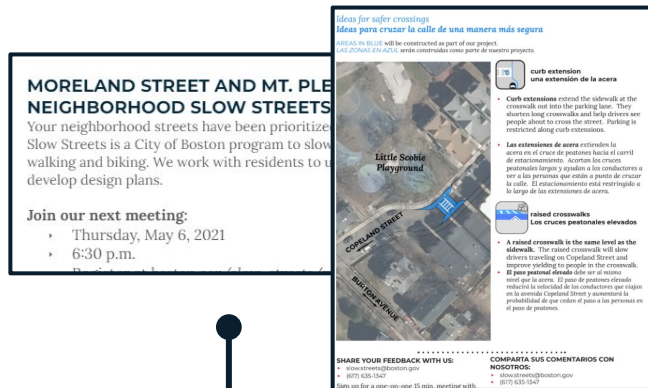 MORELAND STREET AND MT. PLE
NEIGHBORHOOD SLOW STREETS
Your neighborhood streets have been prioritized
Slow Streets is a City of Boston program to slow
walking and biking. We work with residents to u
develop design plans.
Join our next meeting:
Thursday, May 6, 2021
6:30 p.m.
Ideas for safer crossings
Ideas para cruzar la calle de una manera más segura
AREAS IN BLUE will be constructed as part of our project.
LAS ZONAS EN AZUL serán construidas como parte de nuestro proyecto.
Little Scobie
Playground
COPELAND STREET
BULTON AVENUE
curb extension
una extensión de la acera
• Curb extensions extend the sidewalk at the
crosswalk out into the parking lane. They
shorten long crosswalks and help drivers see
people about to cross the street. Parking is
restricted along curb extensions.
• Las extensiones de acera extienden la
acera en el cruce de peatones hacia el carril
de estacionamiento. Acortan los cruces
peatonales largos y ayudan a los conductores a
ver a las personas que están a punto de cruzar
la calle. El estacionamiento está restringido a
lo largo de las extensiones de acera.
raised crosswalks
Los cruces peatonales elevados
• A raised crosswalk is the same level as the
sidewalk. The raised crosswalk will slow
drivers traveling on Copeland Street and
improve yielding to people in the crosswalk.
• El paso peatonal elevado debe ser al mismo
nivel que la acera. El paso de peatones elevado
reducirá la velocidad de los conductores que viajan
en la avenida Copeland Street y aumentará la
probabilidad de que cedan el paso a las personas en
el paso de peatones.
SHARE YOUR FEEDBACK WITH US:
• slow.streets@boston.gov
• (617) 635-1347
Sign up for a one-on-one 15 min. meeting with
COMPARTA SUS COMENTARIOS CON
NOSOTROS:
• slow.streets@boston.gov
• (617) 635-1347